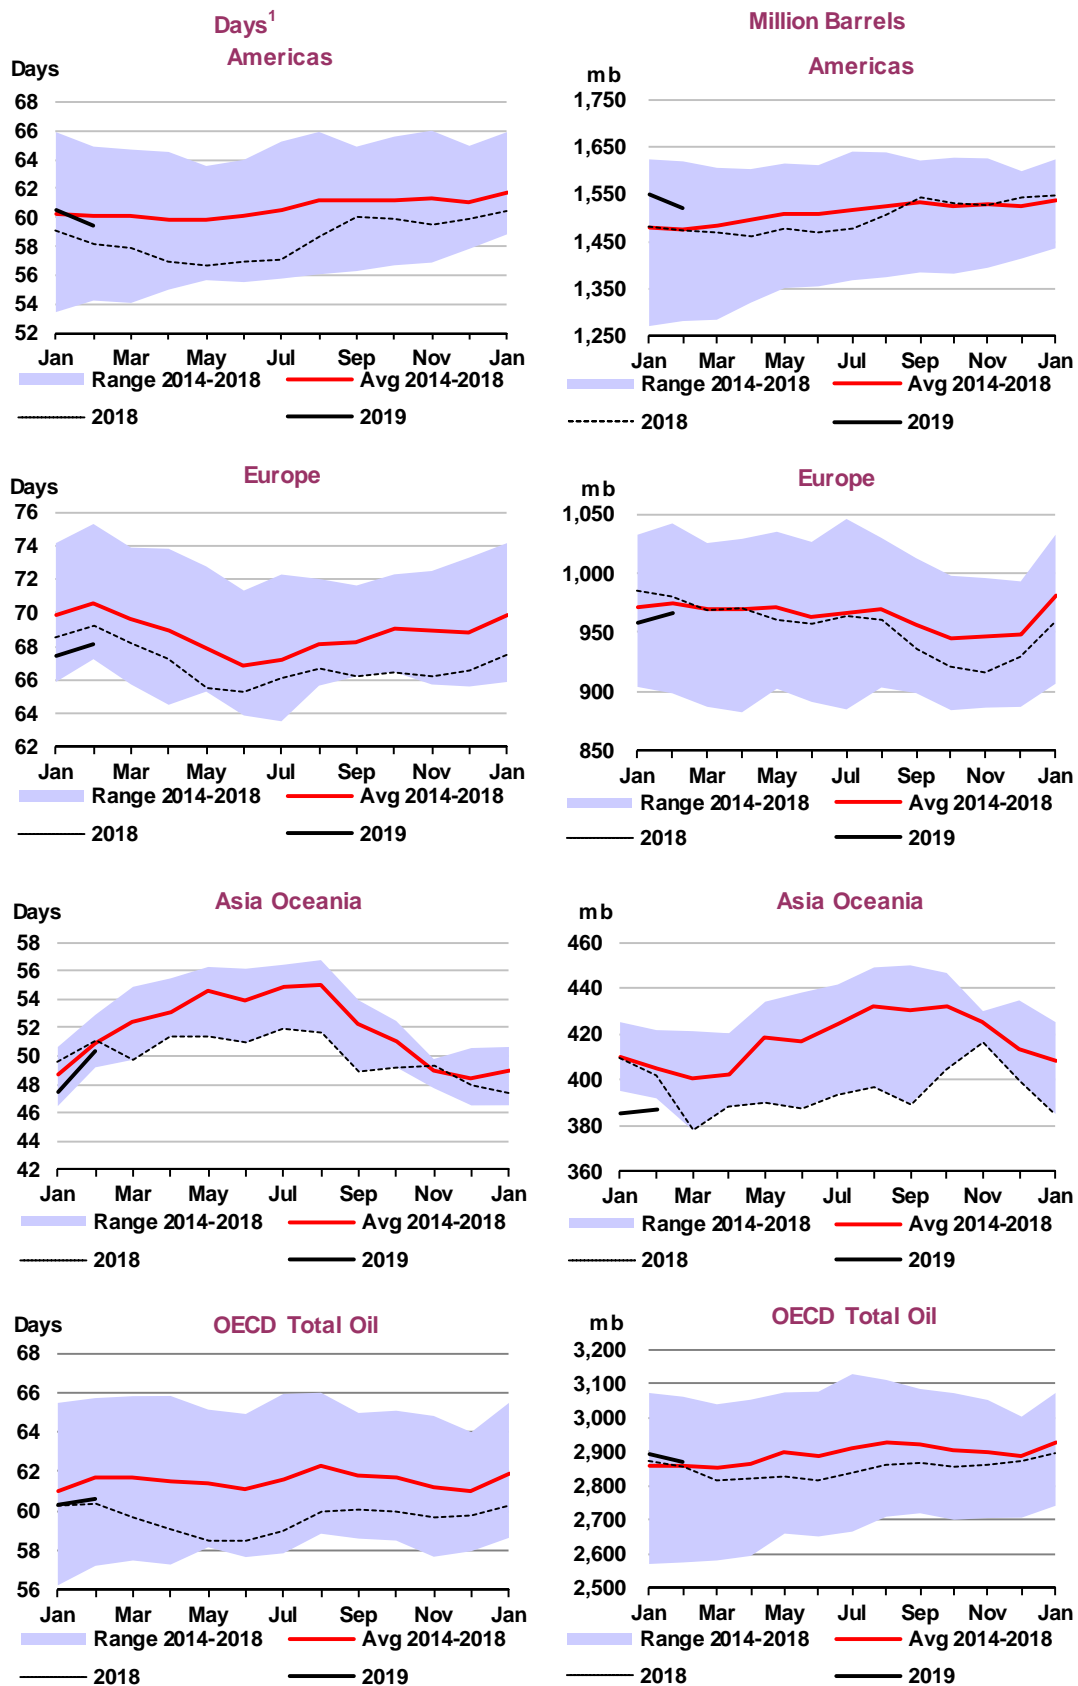 Days¹
Million Barrels
Americas
Days
68
66
64
62
60
58
56
54
52
Jan Mar May Jul Sep Nov Jan
Range 2014-2018 Avg 2014-2018
2018 2019
Americas
mb
1,750
1,650
1,550
1,450
1,350
1,250
Jan Mar May Jul Sep Nov Jan
Range 2014-2018 Avg 2014-2018
2018 2019
Europe
Days
76
74
72
70
68
66
64
62
Jan Mar May Jul Sep Nov Jan
Range 2014-2018 Avg 2014-2018
2018 2019
Europe
mb
1,050
1,000
950
900
850
Jan Mar May Jul Sep Nov Jan
Range 2014-2018 Avg 2014-2018
2018 2019
Asia Oceania
Days
58
56
54
52
50
48
46
44
42
Jan Mar May Jul Sep Nov Jan
Range 2014-2018 Avg 2014-2018
2018 2019
Asia Oceania
mb
460
440
420
400
380
360
Jan Mar May Jul Sep Nov Jan
Range 2014-2018 Avg 2014-2018
2018 2019
OECD Total Oil
Days
68
66
64
62
60
58
56
Jan Mar May Jul Sep Nov Jan
Range 2014-2018 Avg 2014-2018
2018 2019
OECD Total Oil
mb
3,200
3,100
3,000
2,900
2,800
2,700
2,600
2,500
Jan Mar May Jul Sep Nov Jan
Range 2014-2018 Avg 2014-2018
2018 2019